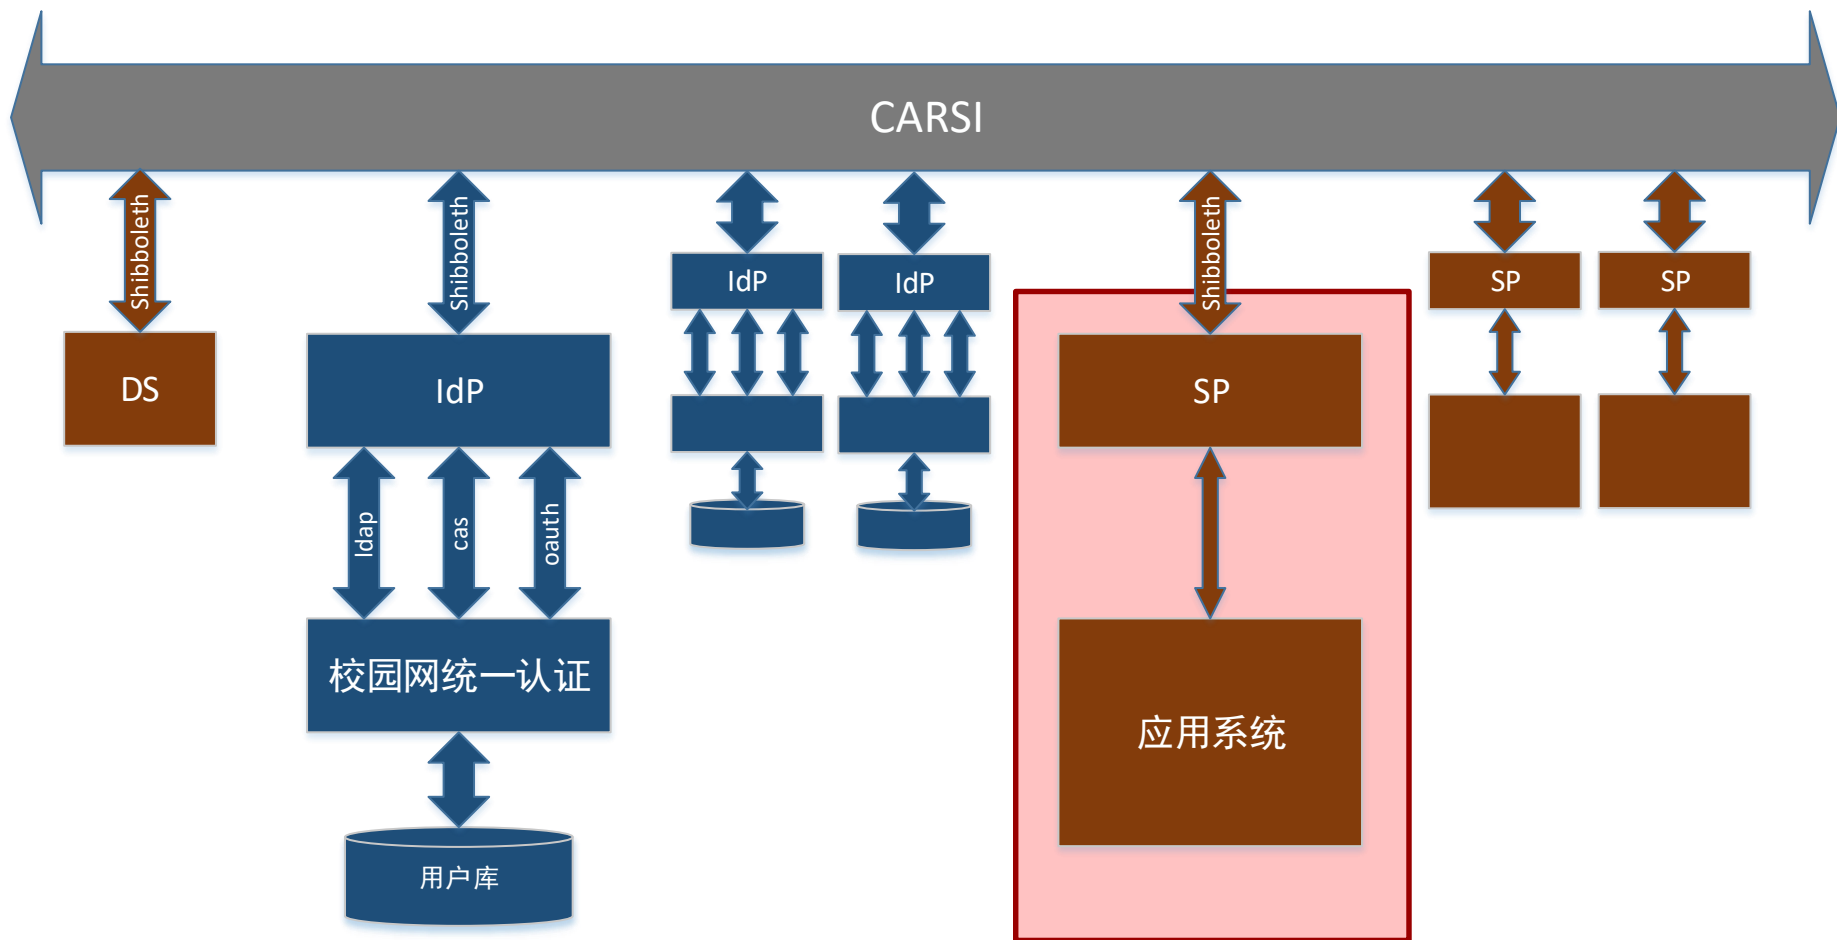 CARSI
Shibboleth
Shibboleth
Shibboleth
IdP
IdP
SP
SP
DS
IdP
SP
ldap
cas
oauth
校园网统一认证
应用系统
用户库